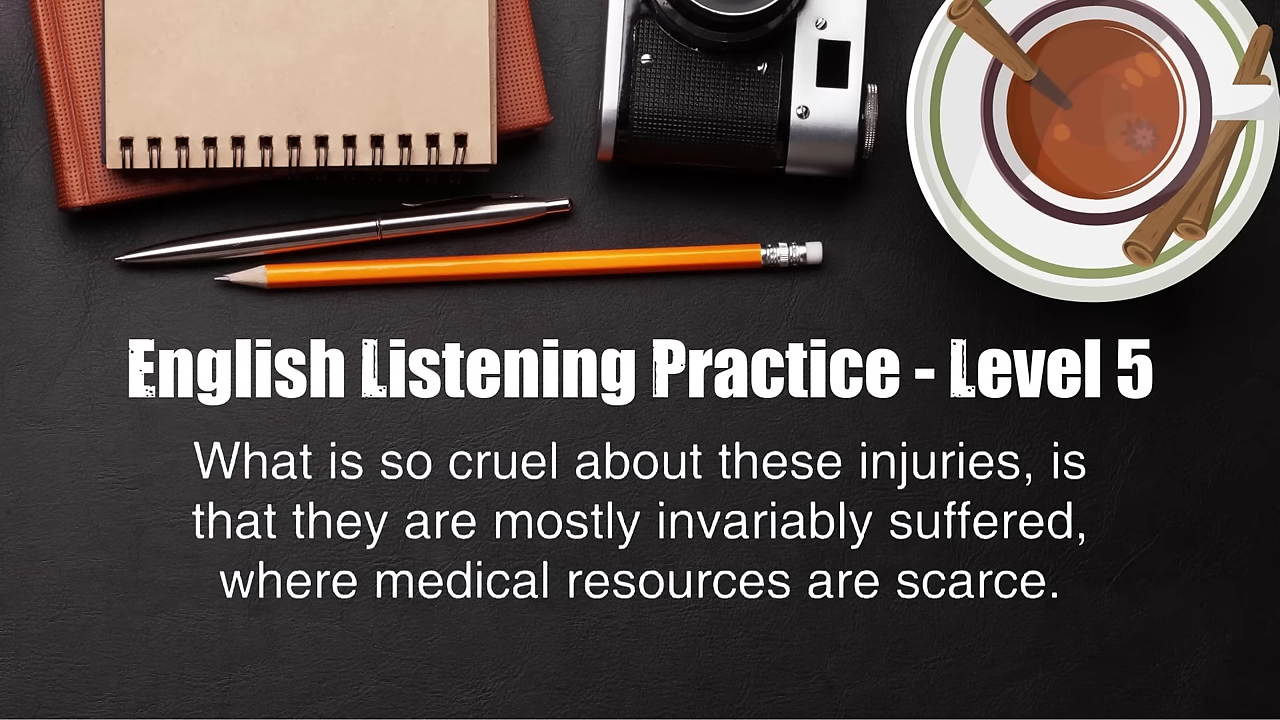 English Listening Practice - Level 5
What is so cruel about these injuries, is
that they are mostly invariably suffered,
where medical resources are scarce.